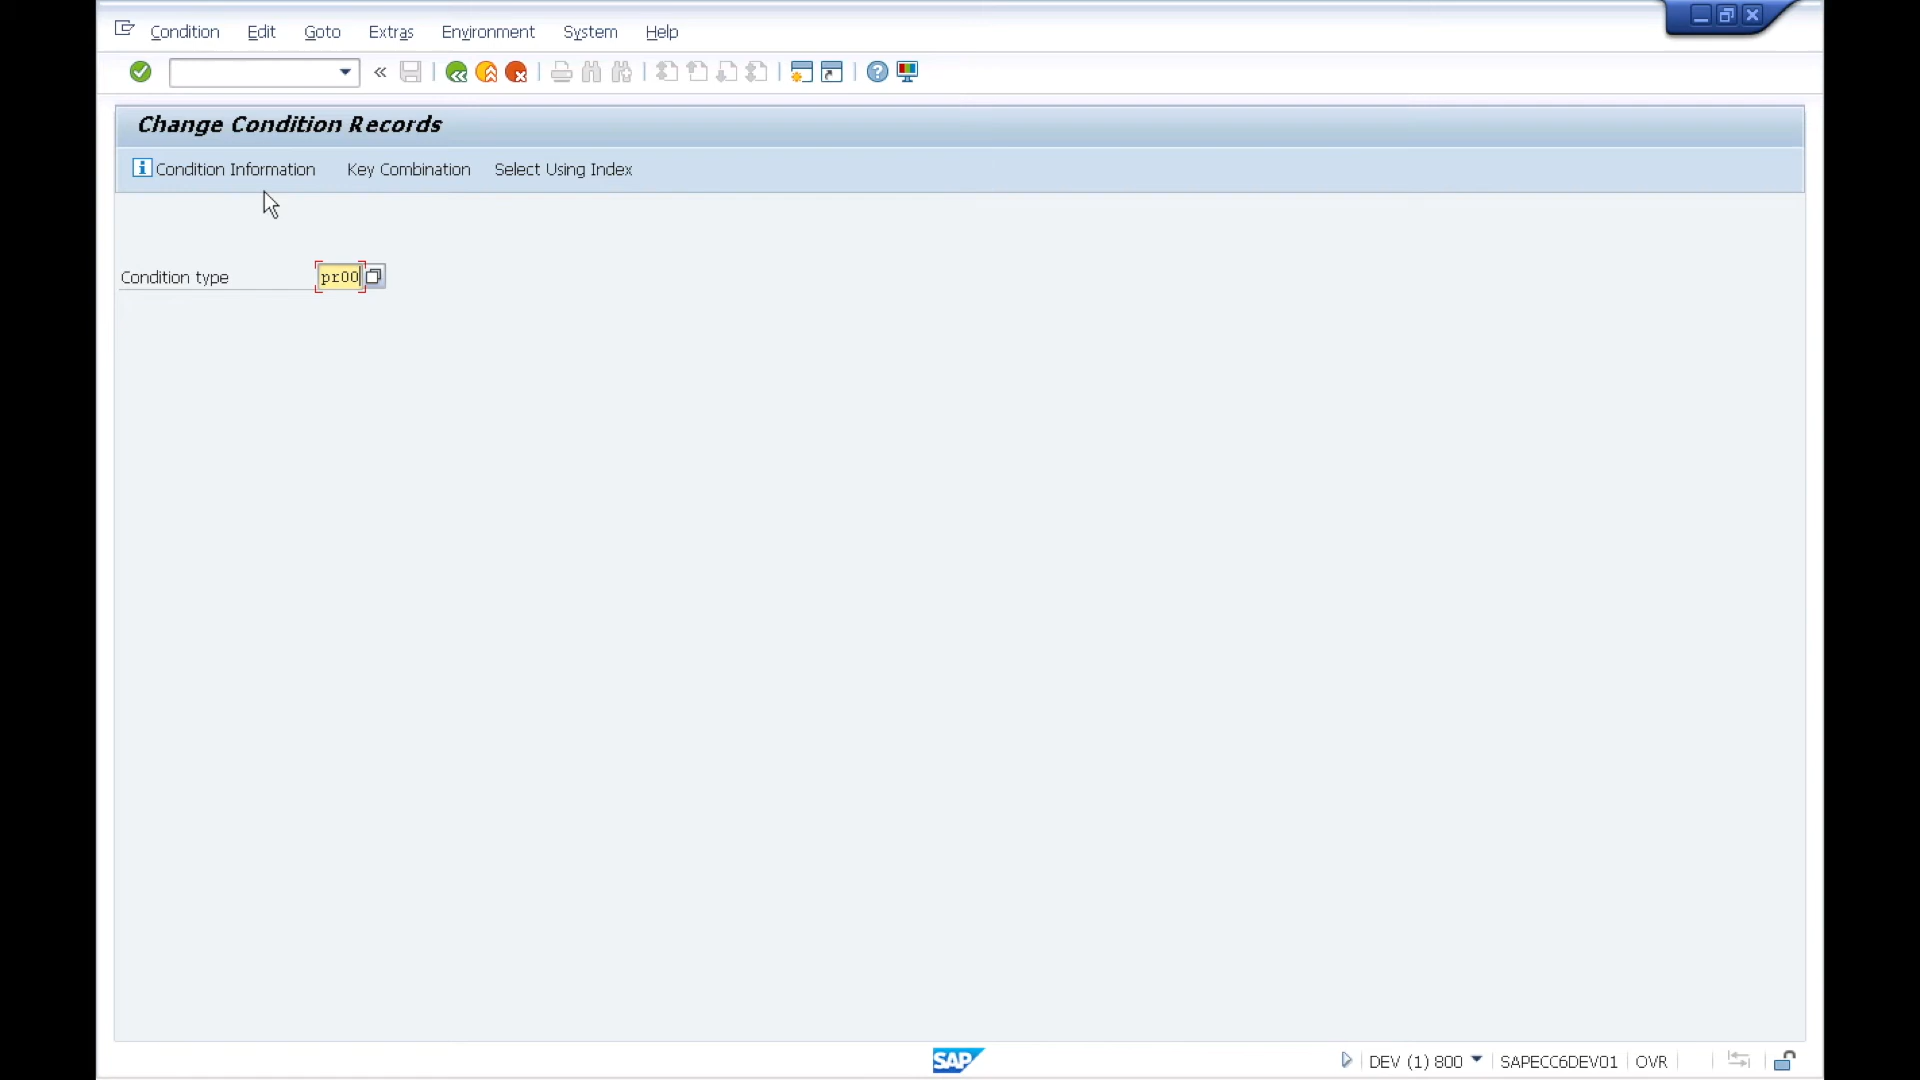 Condition Edit Goto Extras Environment System Help
Change Condition Records
Condition Information Key Combination Select Using Index
Condition type pr00
SAP DEV (1) 800 SAPECC6DEV01 OVR